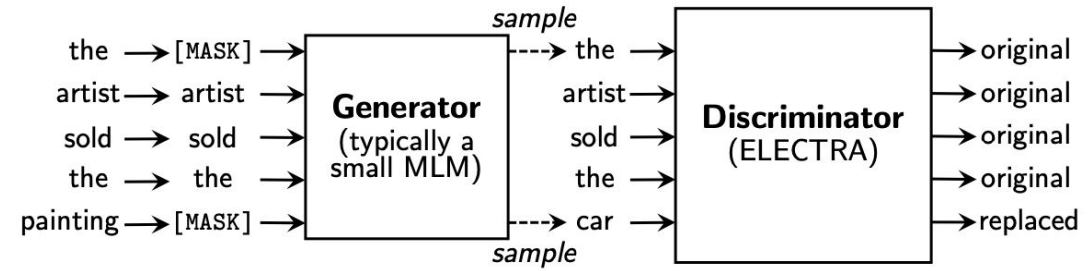 sample
the [MASK] the original
artist artist artist original
sold sold sold original
the the the original
painting [MASK] car replaced
Generator
(typically a
small MLM)
Discriminator
(ELECTRA)
sample